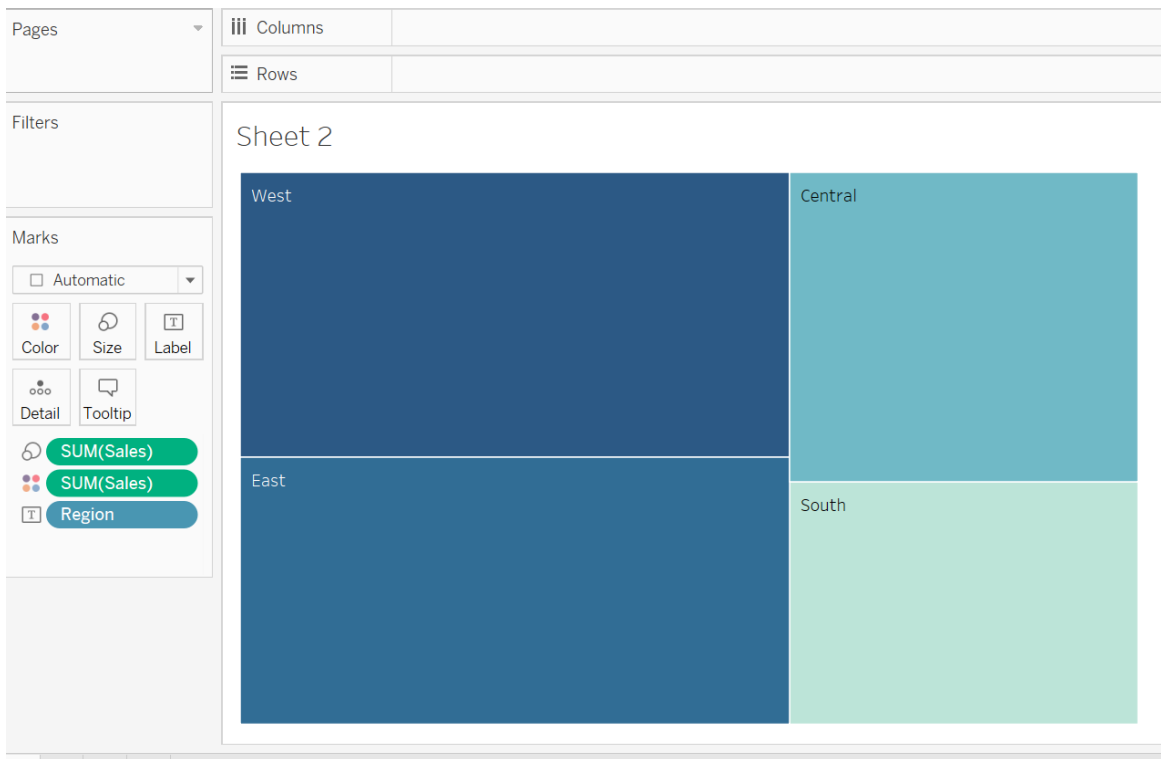 Pages
Columns
Rows
Filters
Sheet 2
West
Central
Marks
Automatic
Color Size Label
Detail Tooltip
SUM(Sales)
SUM(Sales)
Region
East
South